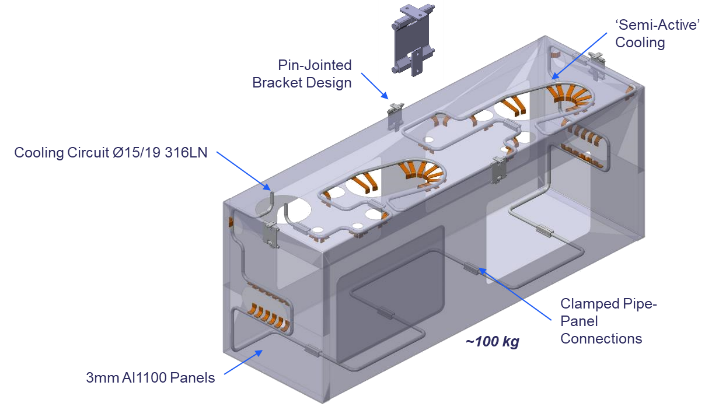 'Semi-Active'
Cooling
Pin-Jointed
Bracket Design
Cooling Circuit Ø15/19 316LN
Clamped Pipe-
Panel
Connections
~100 kg
3mm Al1100 Panels